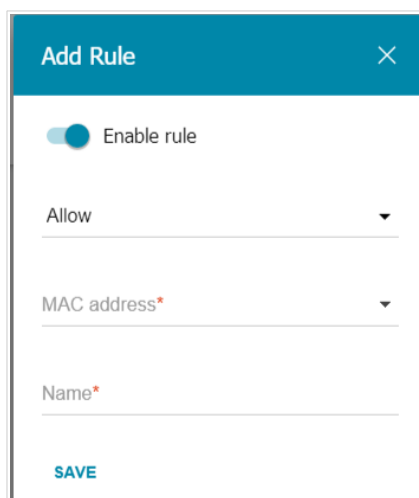 Add Rule
Enable rule
Allow
MAC address*
Name*
SAVE